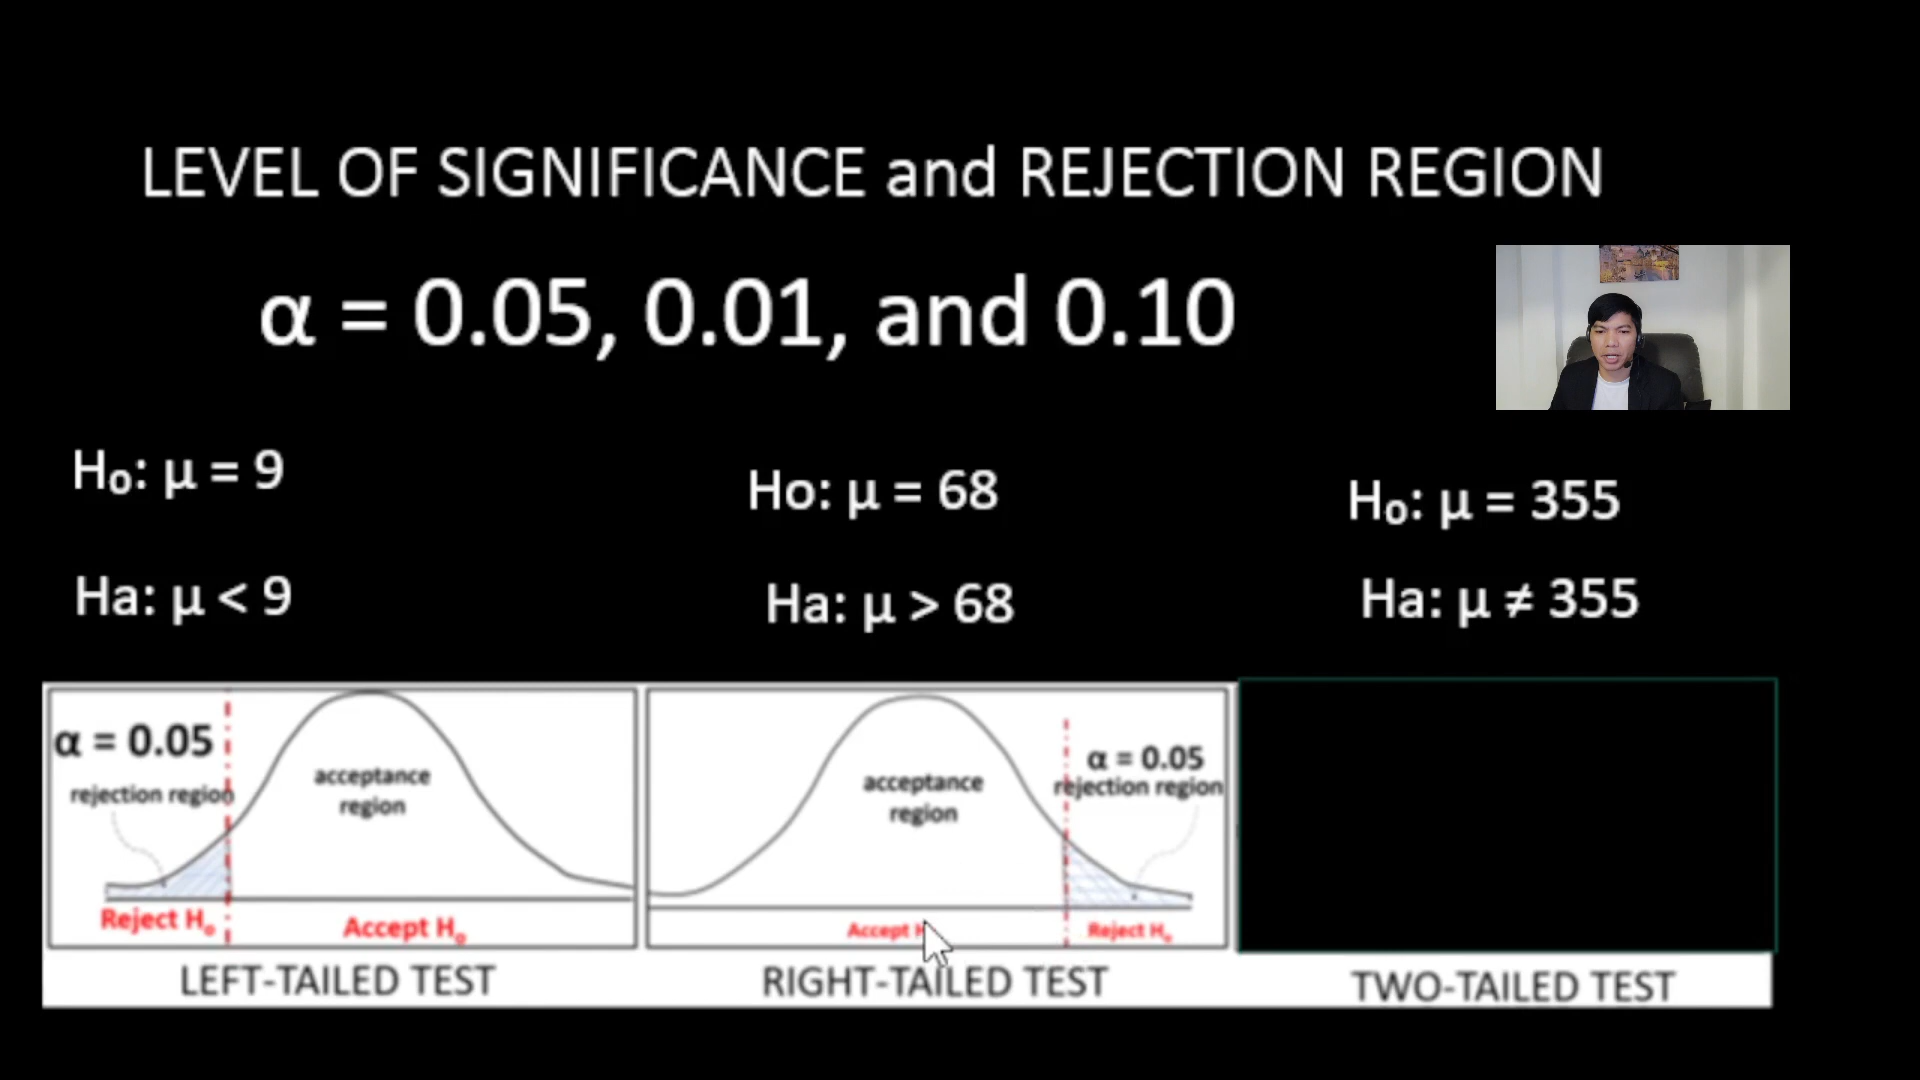 LEVEL OF SIGNIFICANCE and REJECTION REGION
α = 0.05, 0.01, and 0.10
H₀: μ = 9
Ha: μ < 9
Ho: μ = 68
Ha: μ > 68
H₀: μ = 355
Ha: μ ≠ 355
α = 0.05
rejection region
acceptance
region
Reject H₀
Accept H₀
LEFT-TAILED TEST
acceptance
region
α = 0.05
rejection region
Accept
Reject H₀
RIGHT-TAILED TEST
TWO-TAILED TEST